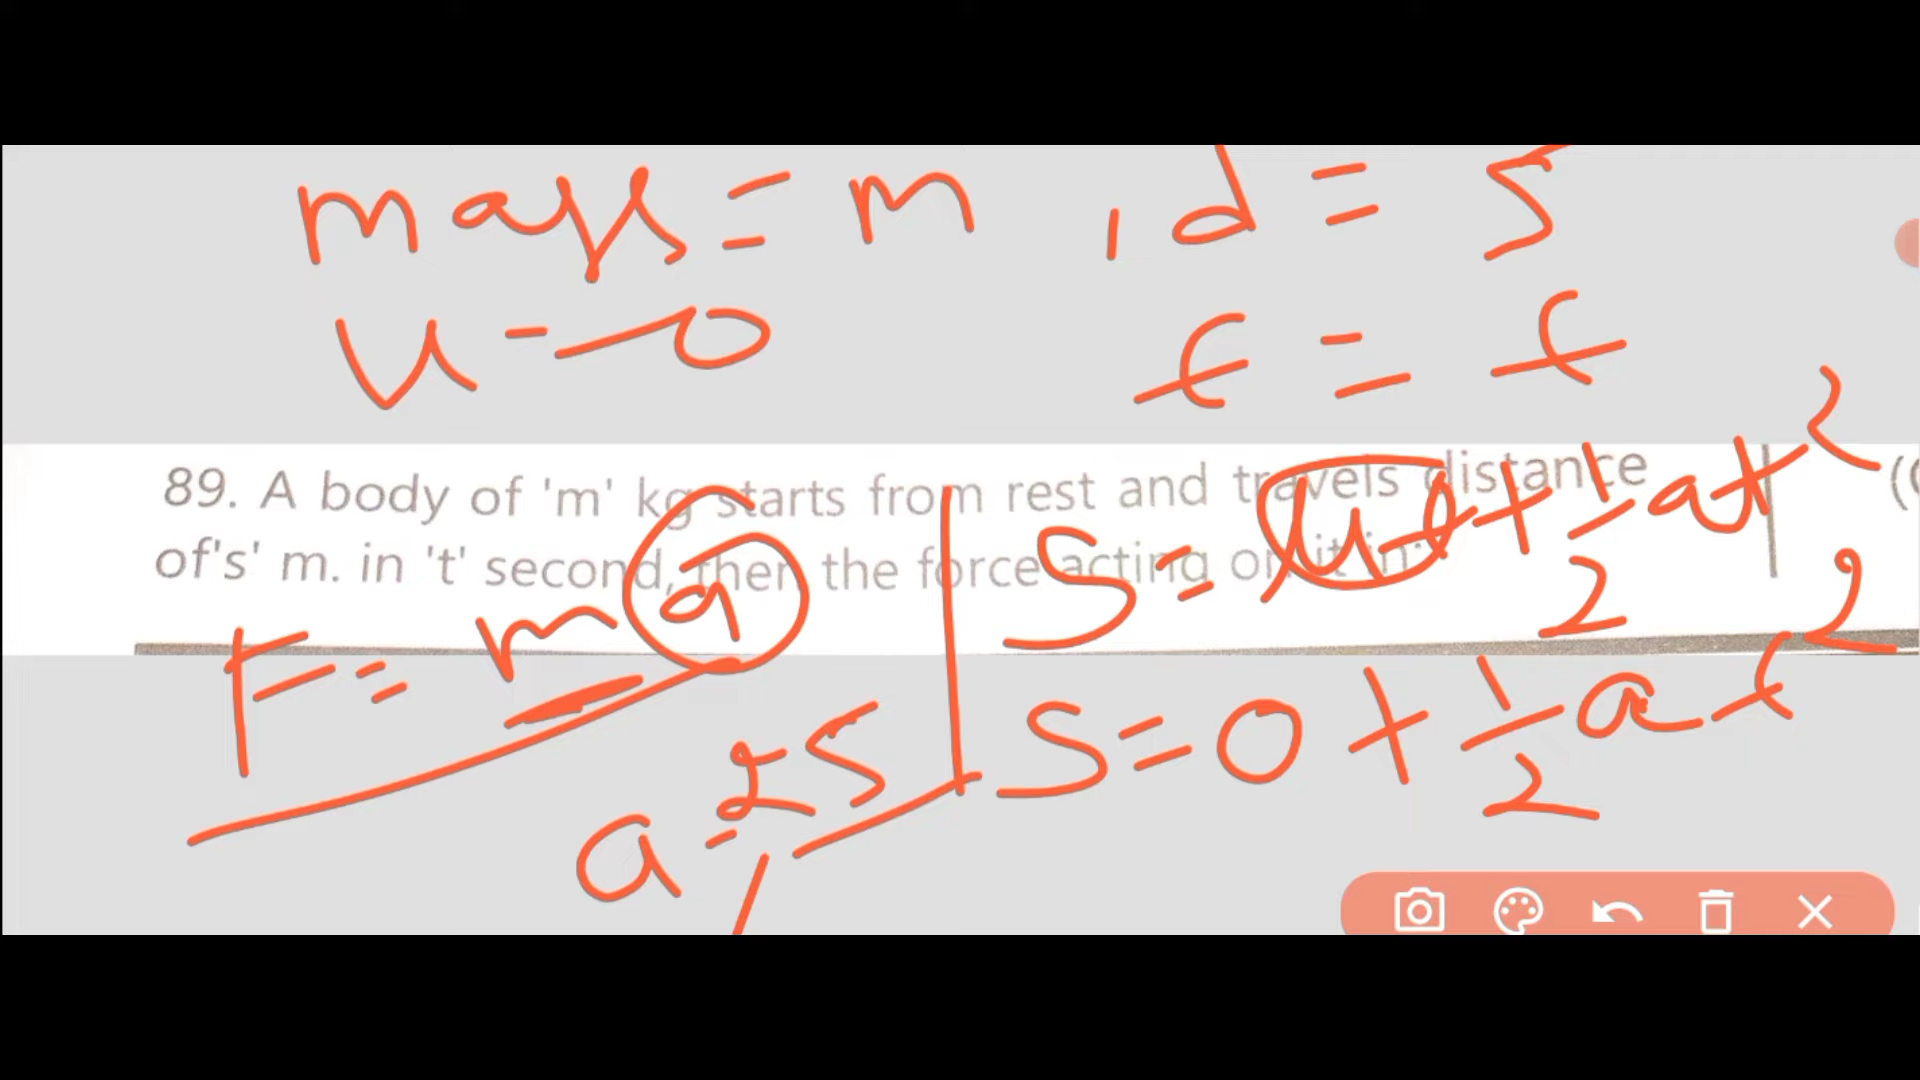 mass = m , d = S
u = 0 t = t
89. A body of 'm' kg starts from rest and travels distance
of's' m. in 't' second, then the force acting on it in:
F = ma
S = ut + 1/2 at²
S = 0 + 1/2 at²
a = 2S /